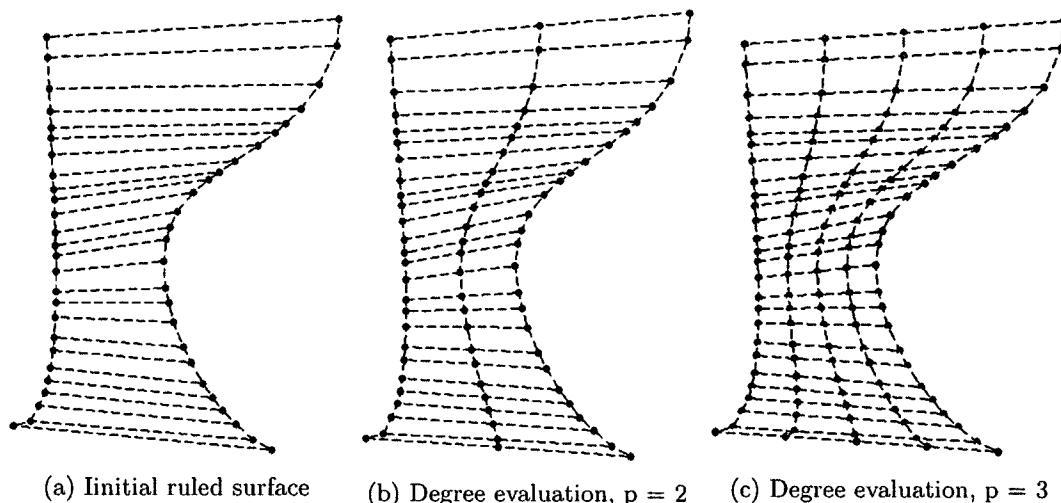 (a) Iinitial ruled surface
(b) Degree evaluation, p = 2
(c) Degree evaluation, p = 3